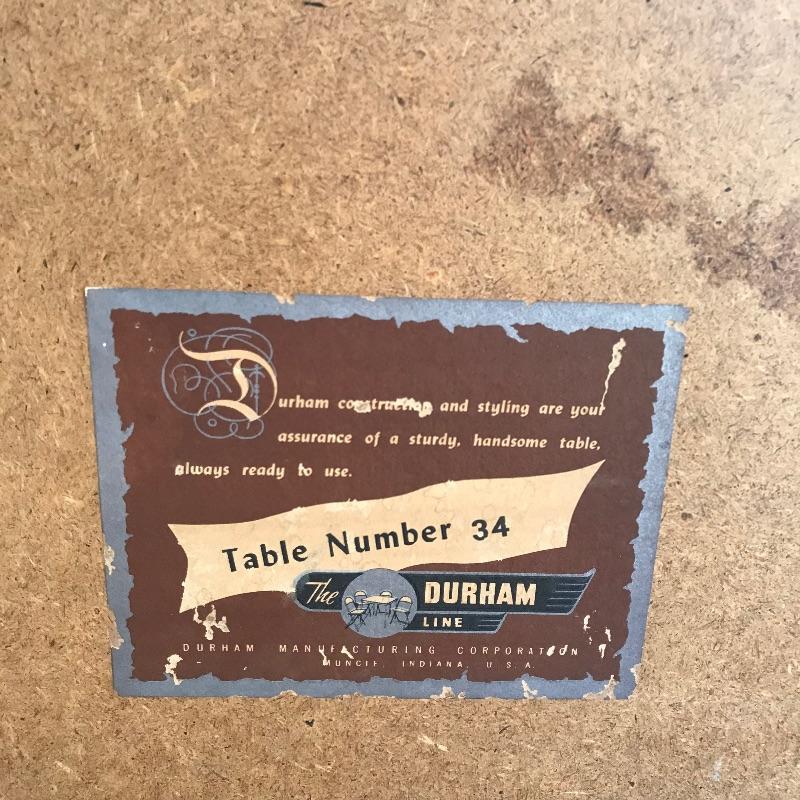 Durham construction and styling are your
assurance of a sturdy, handsome table,
always ready to use.
Table Number 34
The DURHAM
LINE
DURHAM MANUFACTURING CORPORATION
MUNCIE, INDIANA, U.S.A.